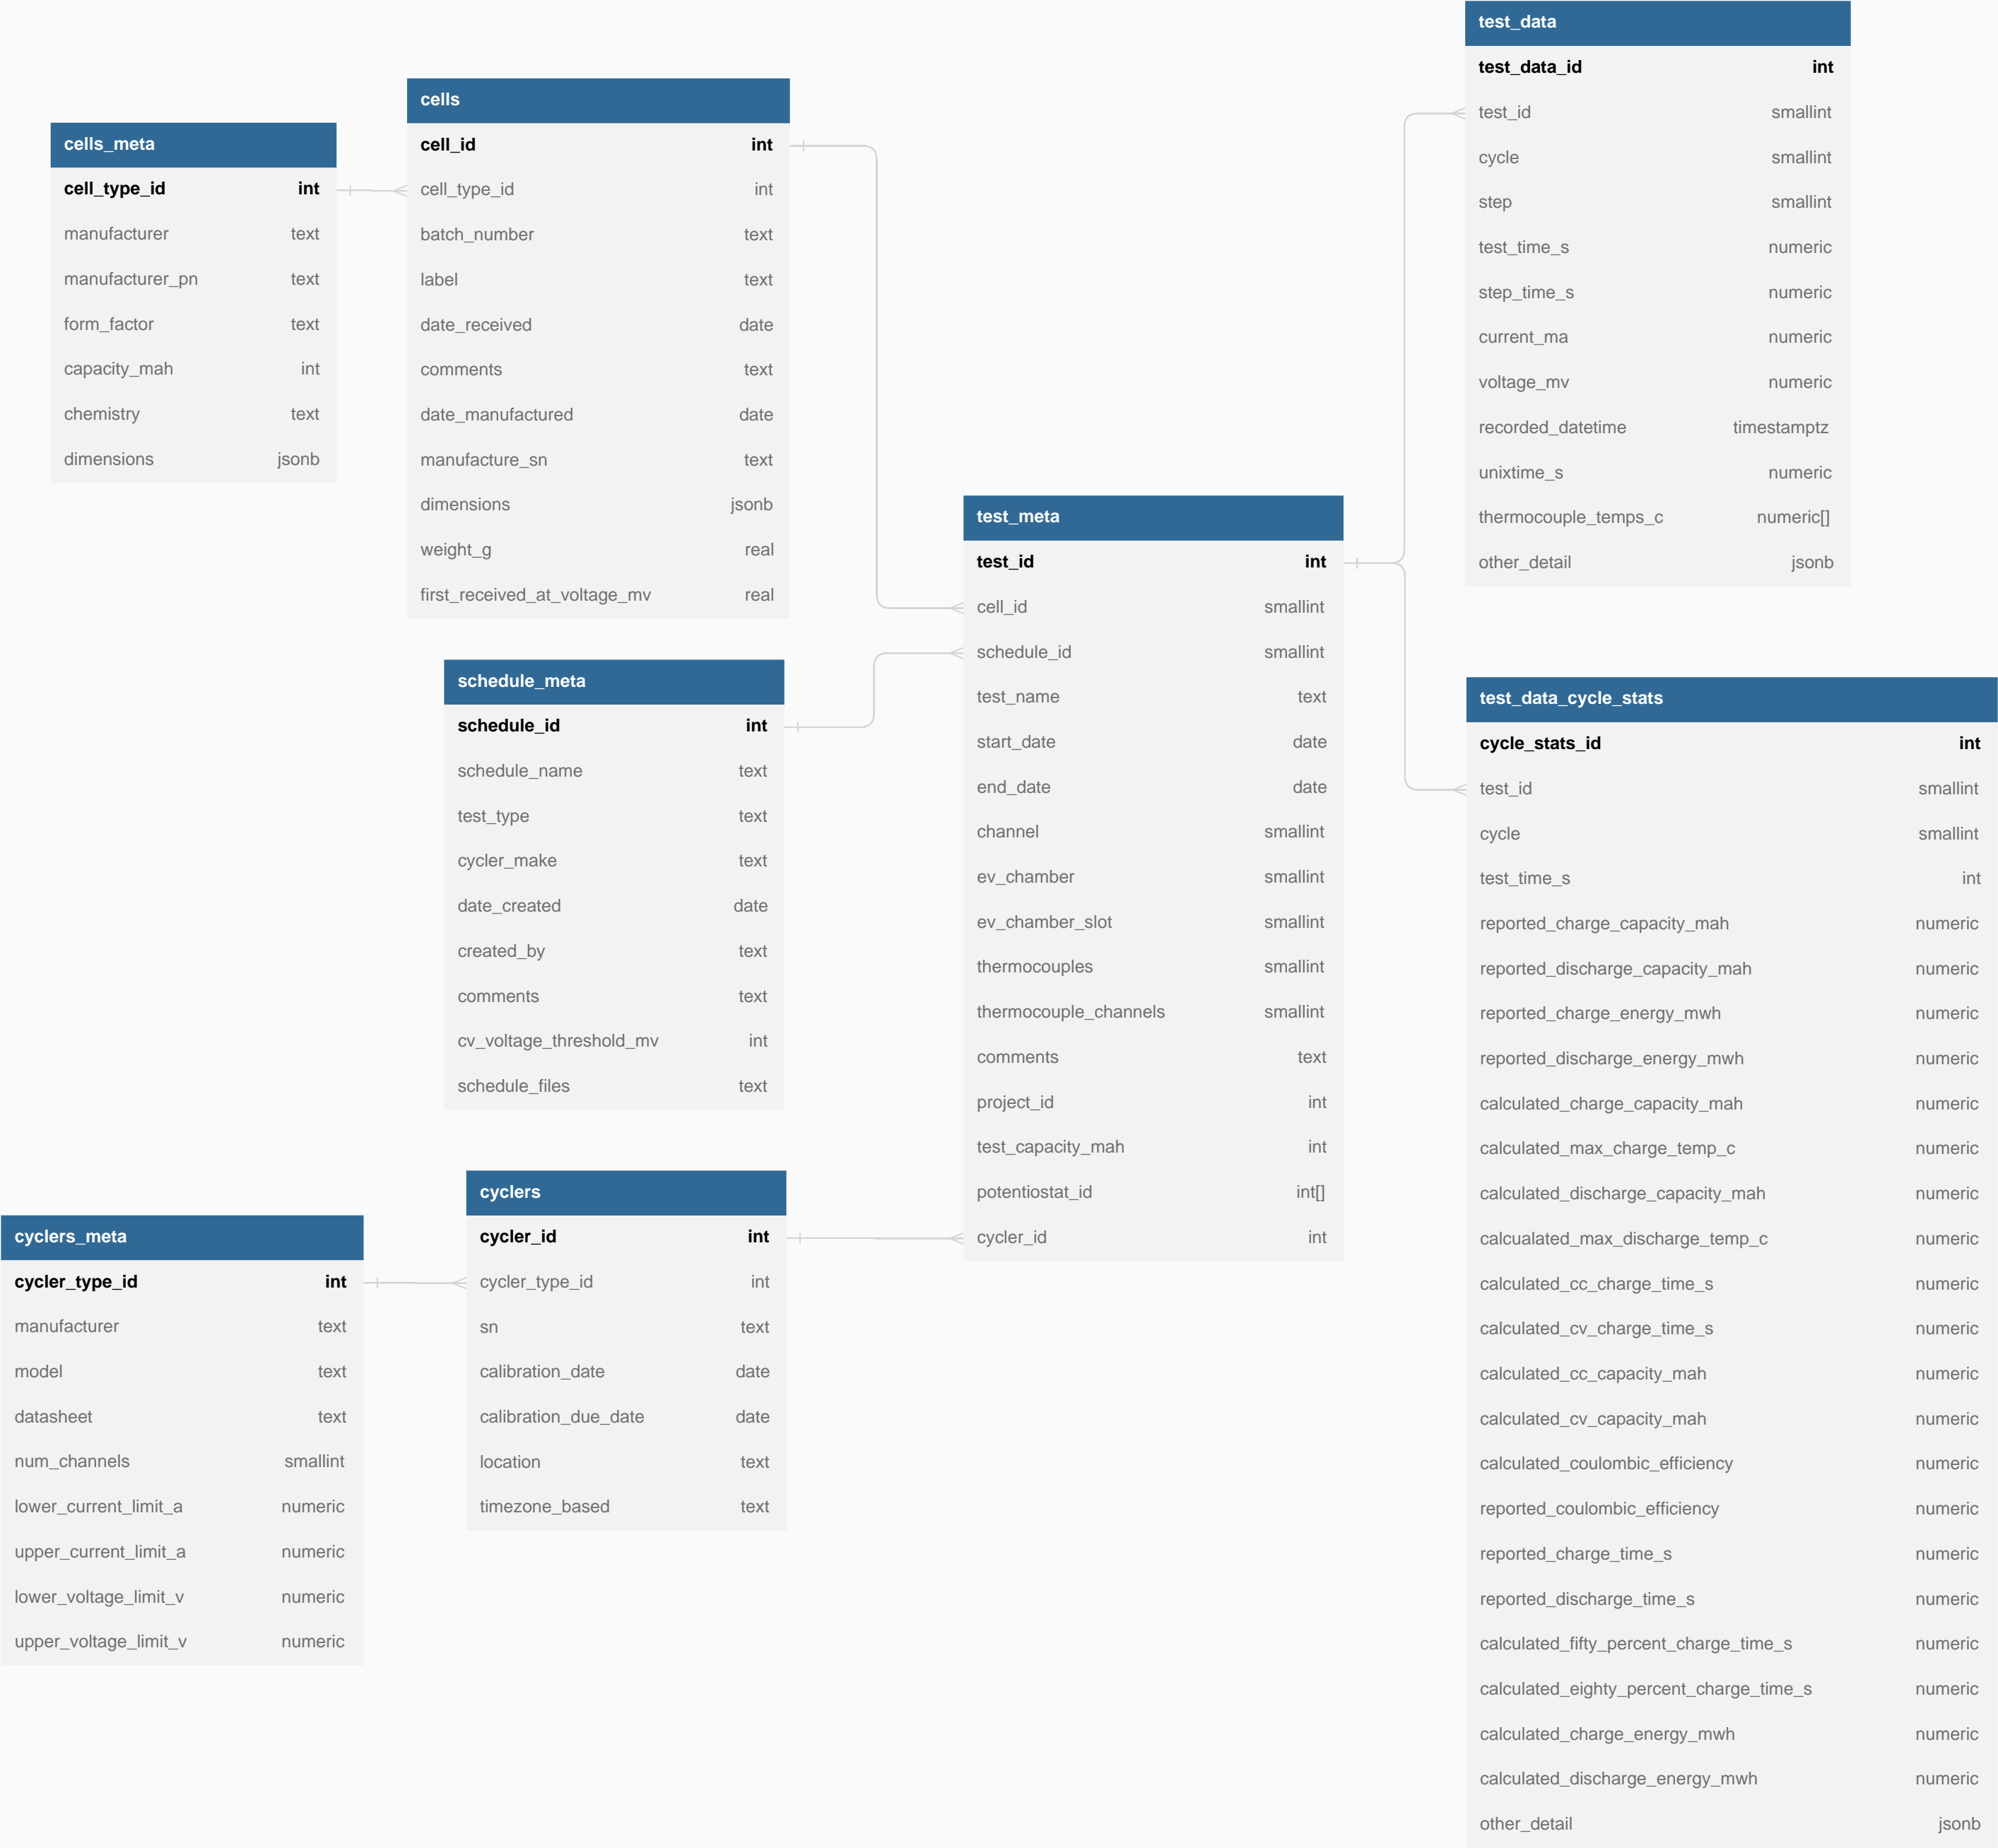 cells_meta
cell_type_id int
manufacturer text
manufacturer_pn text
form_factor text
capacity_mah int
chemistry text
dimensions jsonb
cells
cell_id int
cell_type_id int
batch_number text
label text
date_received date
comments text
date_manufactured date
manufacture_sn text
dimensions jsonb
weight_g real
first_received_at_voltage_mv real
schedule_meta
schedule_id int
schedule_name text
test_type text
cycler_make text
date_created date
created_by text
comments text
cv_voltage_threshold_mv int
schedule_files text
cyclers_meta
cycler_type_id int
manufacturer text
model text
datasheet text
num_channels smallint
lower_current_limit_a numeric
upper_current_limit_a numeric
lower_voltage_limit_v numeric
upper_voltage_limit_v numeric
cyclers
cycler_id int
cycler_type_id int
sn text
calibration_date date
calibration_due_date date
location text
timezone_based text
test_meta
test_id int
cell_id smallint
schedule_id smallint
test_name text
start_date date
end_date date
channel smallint
ev_chamber smallint
ev_chamber_slot smallint
thermocouples smallint
thermocouple_channels smallint
comments text
project_id int
test_capacity_mah int
potentiostat_id int[]
cycler_id int
test_data
test_data_id int
test_id smallint
cycle smallint
step smallint
test_time_s numeric
step_time_s numeric
current_ma numeric
voltage_mv numeric
recorded_datetime timestamptz
unixtime_s numeric
thermocouple_temps_c numeric[]
other_detail jsonb
test_data_cycle_stats
cycle_stats_id int
test_id smallint
cycle smallint
test_time_s int
reported_charge_capacity_mah numeric
reported_discharge_capacity_mah numeric
reported_charge_energy_mwh numeric
reported_discharge_energy_mwh numeric
calculated_charge_capacity_mah numeric
calculated_max_charge_temp_c numeric
calculated_discharge_capacity_mah numeric
calcualated_max_discharge_temp_c numeric
calculated_cc_charge_time_s numeric
calculated_cv_charge_time_s numeric
calculated_cc_capacity_mah numeric
calculated_cv_capacity_mah numeric
calculated_coulombic_efficiency numeric
reported_coulombic_efficiency numeric
reported_charge_time_s numeric
reported_discharge_time_s numeric
calculated_fifty_percent_charge_time_s numeric
calculated_eighty_percent_charge_time_s numeric
calculated_charge_energy_mwh numeric
calculated_discharge_energy_mwh numeric
other_detail jsonb